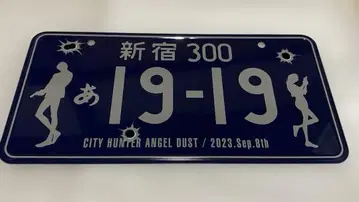 新宿 300
あ 19-19
CITY HUNTER ANGEL DUST / 2023.Sep.8th